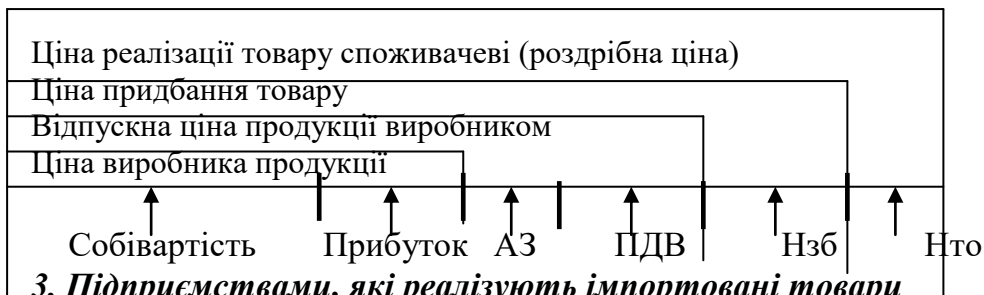 Ціна реалізації товару споживачеві (роздрібна ціна)
Ціна придбання товару
Відпускна ціна продукції виробником
Ціна виробника продукції
Собівартість Прибуток АЗ ПДВ Нзб Нто
3. Підприємствами, які реалізують імпортовані товари